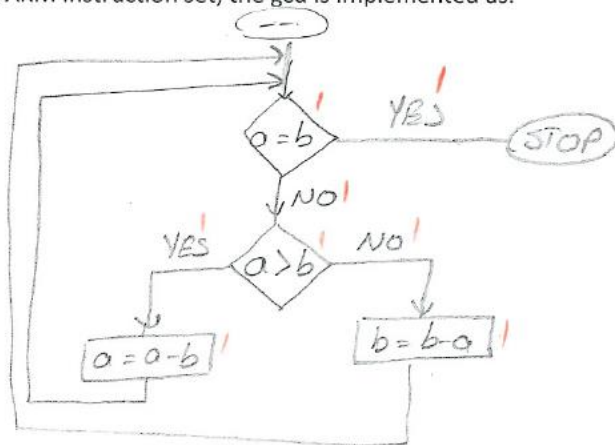 ARM instruction set, the gcd is implemented as:
--
a = b
YES
STOP
NO
YES
a > b
NO
a = a - b
b = b - a